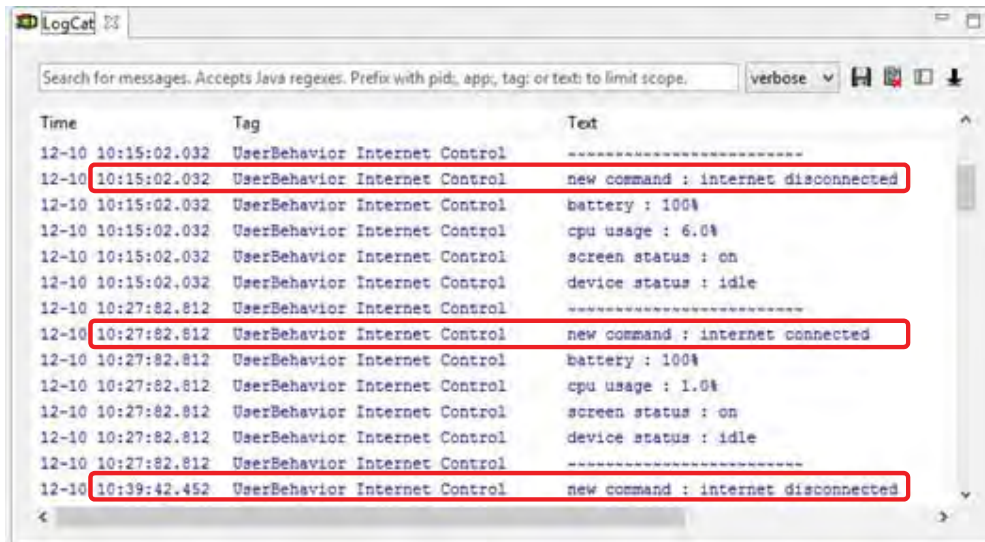 LogCat
Search for messages. Accepts Java regexes. Prefix with pid:, app:, tag: or text: to limit scope. verbose
Time Tag Text
12-10 10:15:02.032 UserBehavior Internet Control --------------------------
12-10 10:15:02.032 UserBehavior Internet Control new command : internet disconnected
12-10 10:15:02.032 UserBehavior Internet Control battery : 100%
12-10 10:15:02.032 UserBehavior Internet Control cpu usage : 6.0%
12-10 10:15:02.032 UserBehavior Internet Control screen status : on
12-10 10:15:02.032 UserBehavior Internet Control device status : idle
12-10 10:27:82.812 UserBehavior Internet Control --------------------------
12-10 10:27:82.812 UserBehavior Internet Control new command : internet connected
12-10 10:27:82.812 UserBehavior Internet Control battery : 100%
12-10 10:27:82.812 UserBehavior Internet Control cpu usage : 1.0%
12-10 10:27:82.812 UserBehavior Internet Control screen status : on
12-10 10:27:82.812 UserBehavior Internet Control device status : idle
12-10 10:27:82.812 UserBehavior Internet Control --------------------------
12-10 10:39:42.452 UserBehavior Internet Control new command : internet disconnected